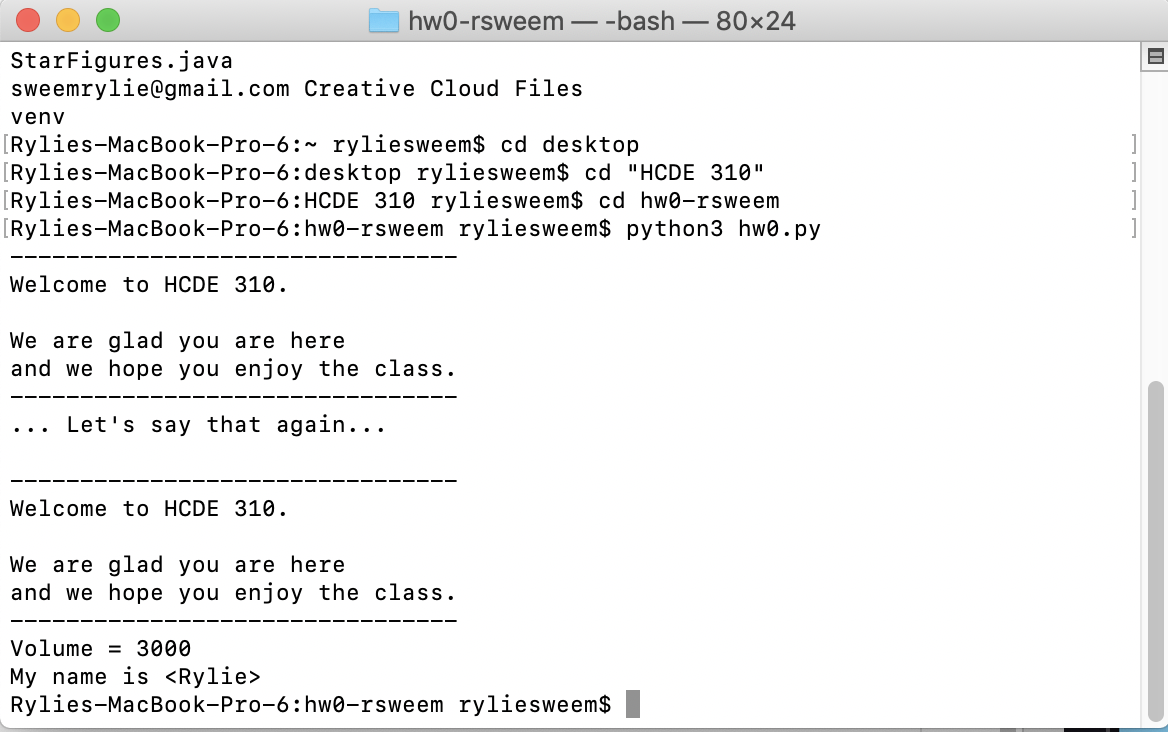 hw0-rsweem — -bash — 80×24
StarFigures.java
sweemrylie@gmail.com Creative Cloud Files
venv
[Rylies-MacBook-Pro-6:~ ryliesweem$ cd desktop ]
[Rylies-MacBook-Pro-6:desktop ryliesweem$ cd "HCDE 310" ]
[Rylies-MacBook-Pro-6:HCDE 310 ryliesweem$ cd hw0-rsweem ]
[Rylies-MacBook-Pro-6:hw0-rsweem ryliesweem$ python3 hw0.py ]
--------------------------------
Welcome to HCDE 310.

We are glad you are here
and we hope you enjoy the class.
--------------------------------
... Let's say that again...

--------------------------------
Welcome to HCDE 310.

We are glad you are here
and we hope you enjoy the class.
--------------------------------
Volume = 3000
My name is <Rylie>
Rylies-MacBook-Pro-6:hw0-rsweem ryliesweem$